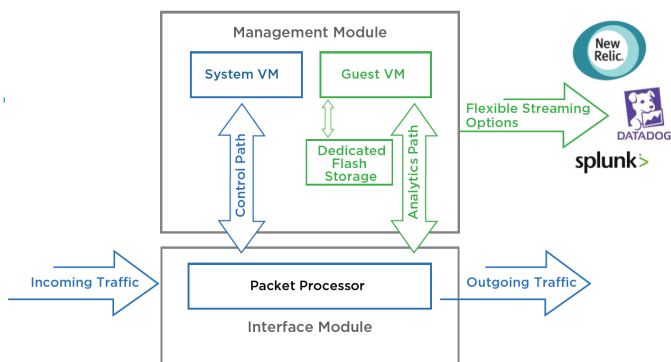 Management Module
System VM
Guest VM
Control Path
Dedicated
Flash
Storage
Analytics Path
Flexible Streaming
Options
New
Relic.
DATADOG
splunk>
Incoming Traffic
Packet Processor
Outgoing Traffic
Interface Module